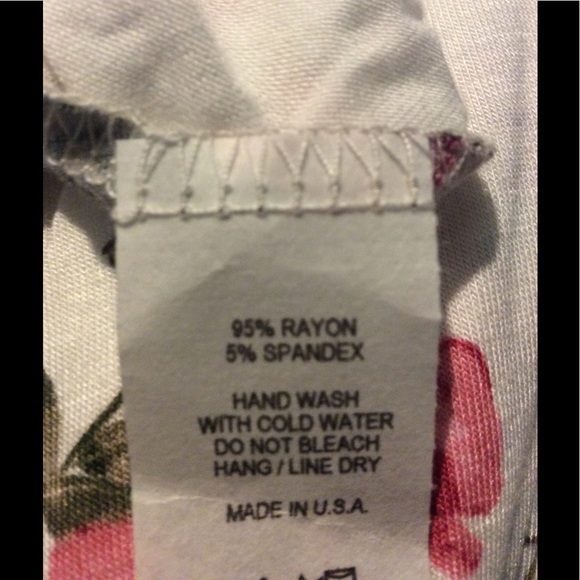 95% RAYON
5% SPANDEX
HAND WASH
WITH COLD WATER
DO NOT BLEACH
HANG / LINE DRY
MADE IN U.S.A.